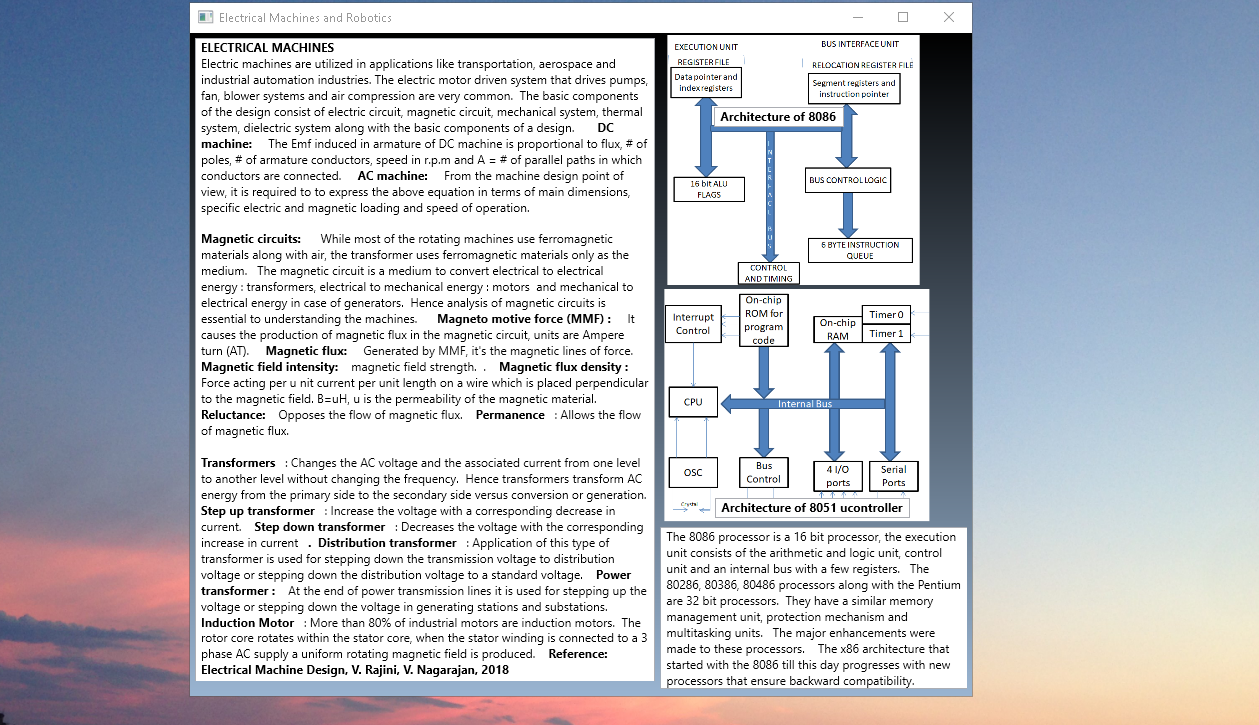 Electrical Machines and Robotics
ELECTRICAL MACHINES
Electric machines are utilized in applications like transportation, aerospace and
industrial automation industries. The electric motor driven system that drives pumps,
fan, blower systems and air compression are very common. The basic components
of the design consist of electric circuit, magnetic circuit, mechanical system, thermal
system, dielectric system along with the basic components of a design. DC
machine: The Emf induced in armature of DC machine is proportional to flux, # of
poles, # of armature conductors, speed in r.p.m and A = # of parallel paths in which
conductors are connected. AC machine: From the machine design point of
view, it is required to to express the above equation in terms of main dimensions,
specific electric and magnetic loading and speed of operation.
Magnetic circuits: While most of the rotating machines use ferromagnetic
materials along with air, the transformer uses ferromagnetic materials only as the
medium. The magnetic circuit is a medium to convert electrical to electrical
energy : transformers, electrical to mechanical energy : motors and mechanical to
electrical energy in case of generators. Hence analysis of magnetic circuits is
essential to understanding the machines. Magneto motive force (MMF) : It
causes the production of magnetic flux in the magnetic circuit, units are Ampere
turn (AT). Magnetic flux: Generated by MMF, it's the magnetic lines of force.
Magnetic field intensity: magnetic field strength. . Magnetic flux density :
Force acting per u nit current per unit length on a wire which is placed perpendicular
to the magnetic field. B=uH, u is the permeability of the magnetic material.
Reluctance: Opposes the flow of magnetic flux. Permanence : Allows the flow
of magnetic flux.
Transformers : Changes the AC voltage and the associated current from one level
to another level without changing the frequency. Hence transformers transform AC
energy from the primary side to the secondary side versus conversion or generation.
Step up transformer : Increase the voltage with a corresponding decrease in
current. Step down transformer : Decreases the voltage with the corresponding
increase in current . Distribution transformer : Application of this type of
transformer is used for stepping down the transmission voltage to distribution
voltage or stepping down the distribution voltage to a standard voltage. Power
transformer : At the end of power transmission lines it is used for stepping up the
voltage or stepping down the voltage in generating stations and substations.
Induction Motor : More than 80% of industrial motors are induction motors. The
rotor core rotates within the stator core, when the stator winding is connected to a 3
phase AC supply a uniform rotating magnetic field is produced. Reference:
Electrical Machine Design, V. Rajini, V. Nagarajan, 2018
EXECUTION UNIT
BUS INTERFACE UNIT
REGISTER FILE
RELOCATION REGISTER FILE
Data pointer and
index registers
Segment registers and
instruction pointer
Architecture of 8086
INTERFACE BUS
16 bit ALU
FLAGS
BUS CONTROL LOGIC
6 BYTE INSTRUCTION
QUEUE
CONTROL
AND TIMING
Interrupt
Control
On-chip
ROM for
program
code
On-chip
RAM
Timer 0
Timer 1
CPU
Internal Bus
OSC
Bus
Control
4 I/O
ports
Serial
Ports
Crystal
Architecture of 8051 ucontroller
The 8086 processor is a 16 bit processor, the execution
unit consists of the arithmetic and logic unit, control
unit and an internal bus with a few registers. The
80286, 80386, 80486 processors along with the Pentium
are 32 bit processors. They have a similar memory
management unit, protection mechanism and
multitasking units. The major enhancements were
made to these processors. The x86 architecture that
started with the 8086 till this day progresses with new
processors that ensure backward compatibility.